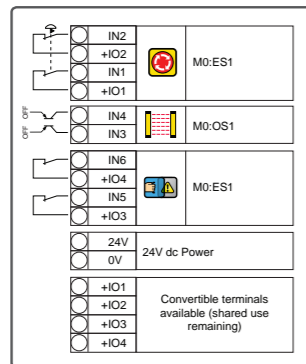 IN2
+IO2
IN1
+IO1
M0:ES1
OFF
OFF
IN4
IN3
M0:OS1
IN6
+IO4
IN5
+IO3
M0:ES1
24V
0V
24V dc Power
+IO1
+IO2
+IO3
+IO4
Convertible terminals
available (shared use
remaining)